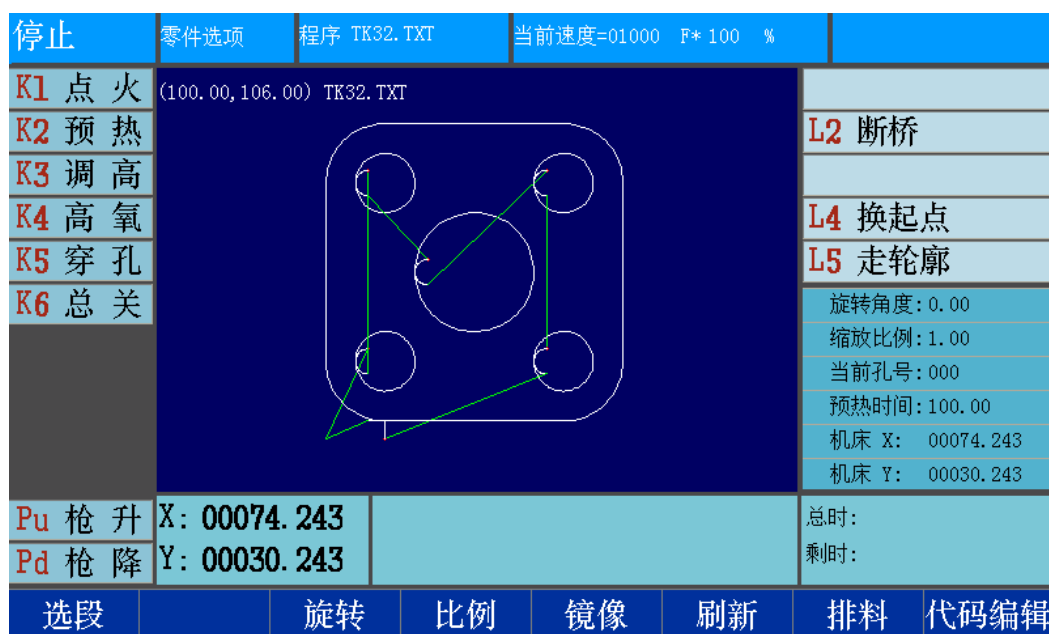 停止 零件选项 程序 TK32.TXT 当前速度=01000 F*100 %
K1 点 火
K2 预 热
K3 调 高
K4 高 氧
K5 穿 孔
K6 总 关
(100.00,106.00) TK32.TXT
L2 断桥
L4 换起点
L5 走轮廓
旋转角度:0.00
缩放比例:1.00
当前孔号:000
预热时间:100.00
机床 X: 00074.243
机床 Y: 00030.243
Pu 枪 升
Pd 枪 降
X: 00074.243
Y: 00030.243
总时:
剩时:
选段 旋转 比例 镜像 刷新 排料 代码编辑